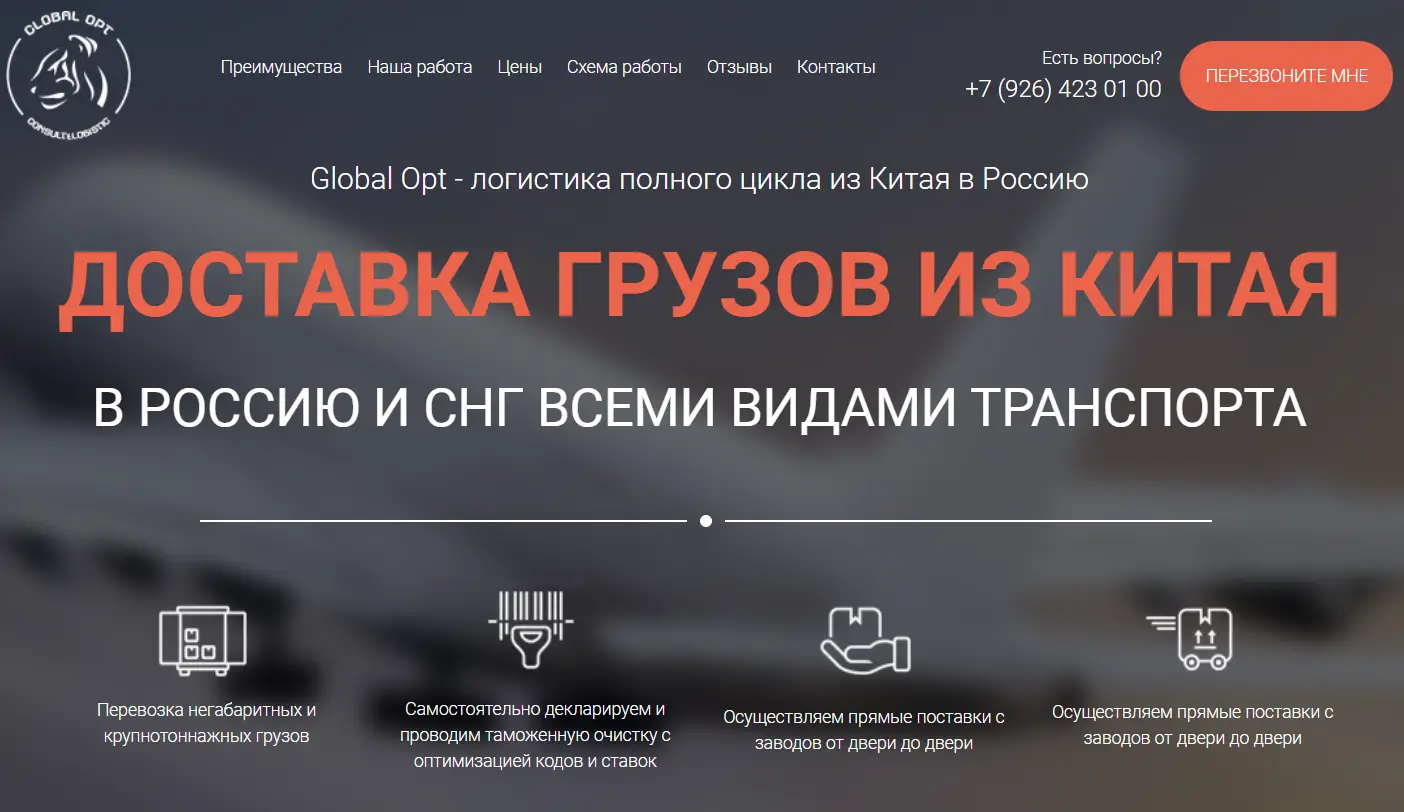 GLOBAL OPT
CONSULT&LOGISTIC
Преимущества Наша работа Цены Схема работы Отзывы Контакты
Есть вопросы?
+7 (926) 423 01 00
ПЕРЕЗВОНИТЕ МНЕ
Global Opt - логистика полного цикла из Китая в Россию
ДОСТАВКА ГРУЗОВ ИЗ КИТАЯ
В РОССИЮ И СНГ ВСЕМИ ВИДАМИ ТРАНСПОРТА
Перевозка негабаритных и
крупнотоннажных грузов
Самостоятельно декларируем и
проводим таможенную очистку с
оптимизацией кодов и ставок
Осуществляем прямые поставки с
заводов от двери до двери
Осуществляем прямые поставки с
заводов от двери до двери